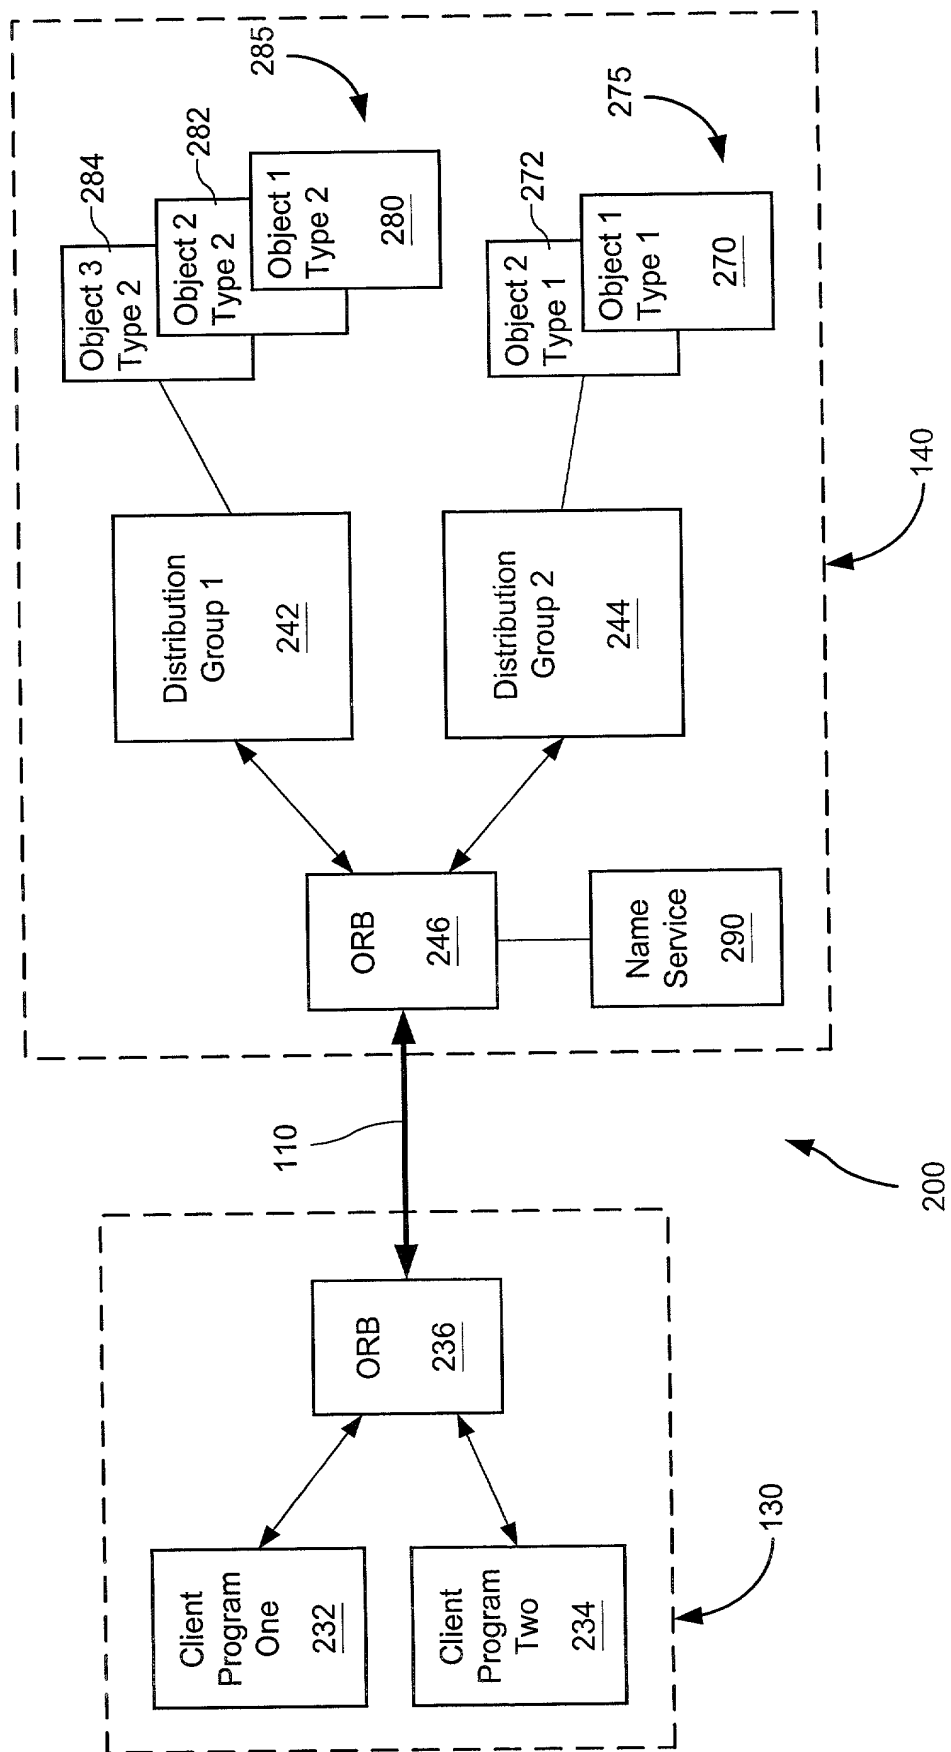 Client
Program
One
232
Client
Program
Two
234
130
ORB
236
110
200
ORB
246
Name
Service
290
Distribution
Group 1
242
Distribution
Group 2
244
140
Object 3
Type 2
284
Object 2
Type 2
282
Object 1
Type 2
280
285
Object 2
Type 1
272
Object 1
Type 1
270
275